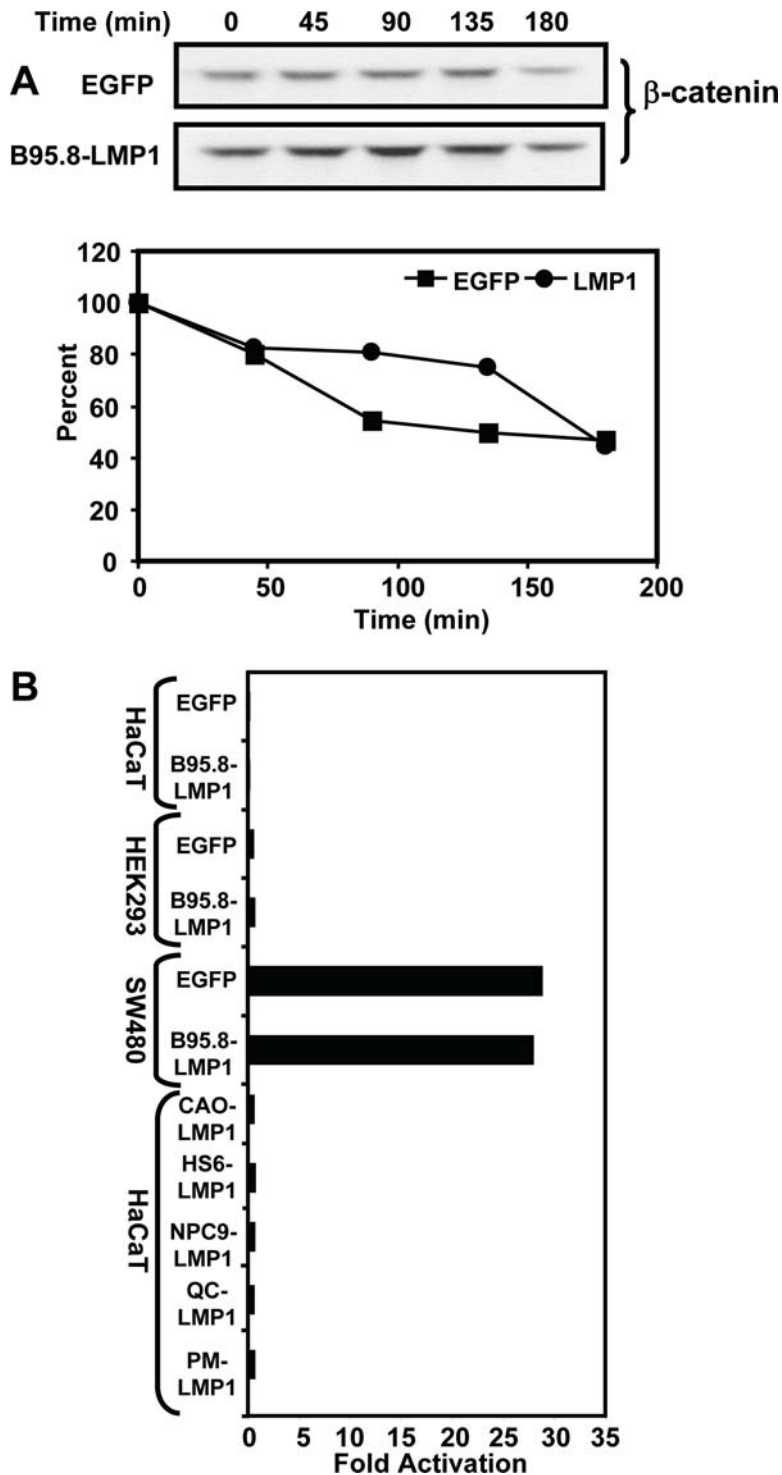 Time (min) 0 45 90 135 180
A
EGFP
B95.8-LMP1
β-catenin
120
100
80
60
40
20
0
Percent
EGFP LMP1
0 50 100 150 200
Time (min)
B
HaCaT
EGFP
B95.8-
LMP1
HEK293
EGFP
B95.8-
LMP1
SW480
EGFP
B95.8-
LMP1
HaCaT
CAO-
LMP1
HS6-
LMP1
NPC9-
LMP1
QC-
LMP1
PM-
LMP1
0 5 10 15 20 25 30 35
Fold Activation